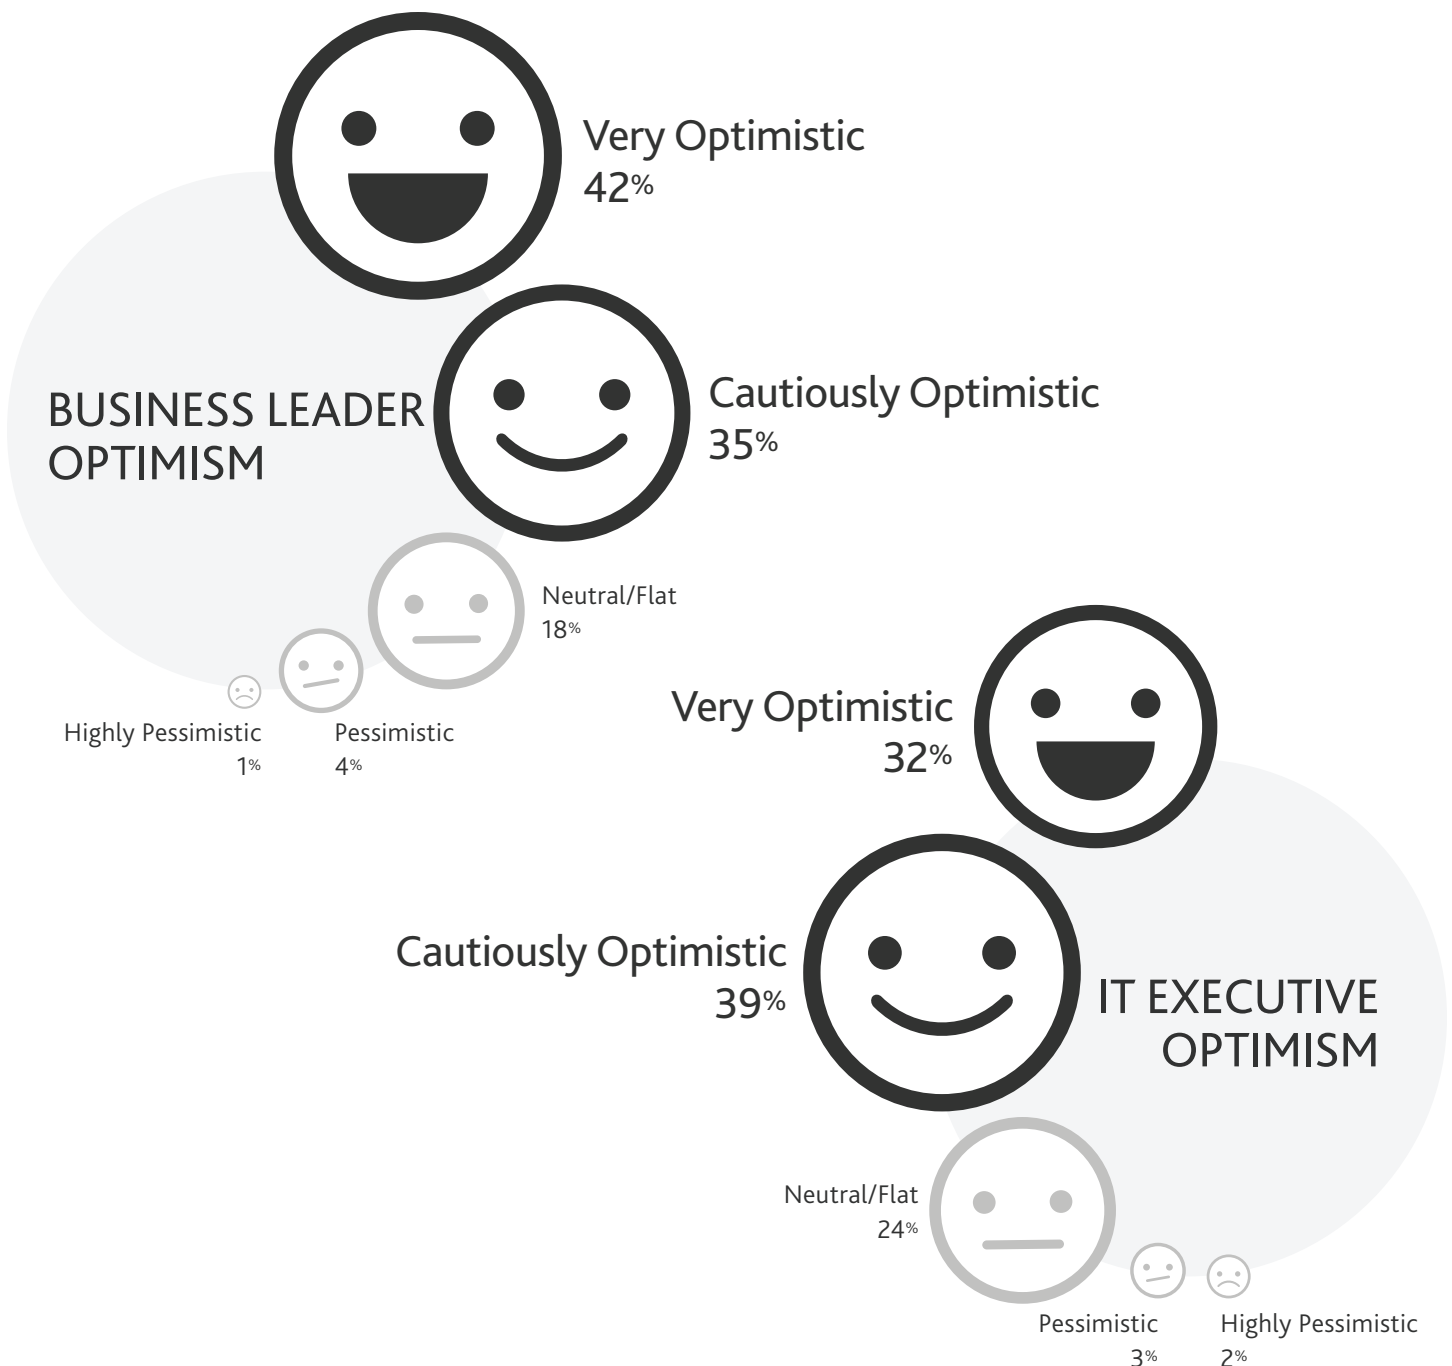 Very Optimistic
42%
BUSINESS LEADER
OPTIMISM
Cautiously Optimistic
35%
Neutral/Flat
18%
Highly Pessimistic
1%
Pessimistic
4%
Very Optimistic
32%
Cautiously Optimistic
39%
IT EXECUTIVE
OPTIMISM
Neutral/Flat
24%
Pessimistic
3%
Highly Pessimistic
2%